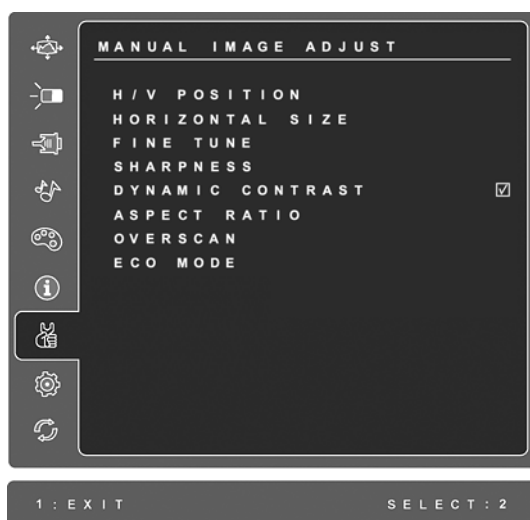 MANUAL IMAGE ADJUST
H/V POSITION
HORIZONTAL SIZE
FINE TUNE
SHARPNESS
DYNAMIC CONTRAST
ASPECT RATIO
OVERSCAN
ECO MODE
1:EXIT SELECT:2